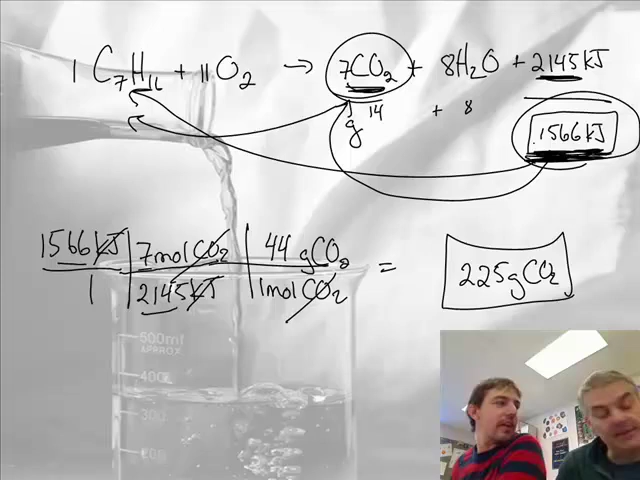 1 C₇H₁₆ + 11 O₂ → 7CO₂ + 8H₂O + 2145 kJ
g 14 + 8
1566 kJ
1566 kJ | 7 mol CO₂ | 44 g CO₂
1 | 2145 kJ | 1 mol CO₂
=
225 g CO₂
500ml
APPROX
400
300